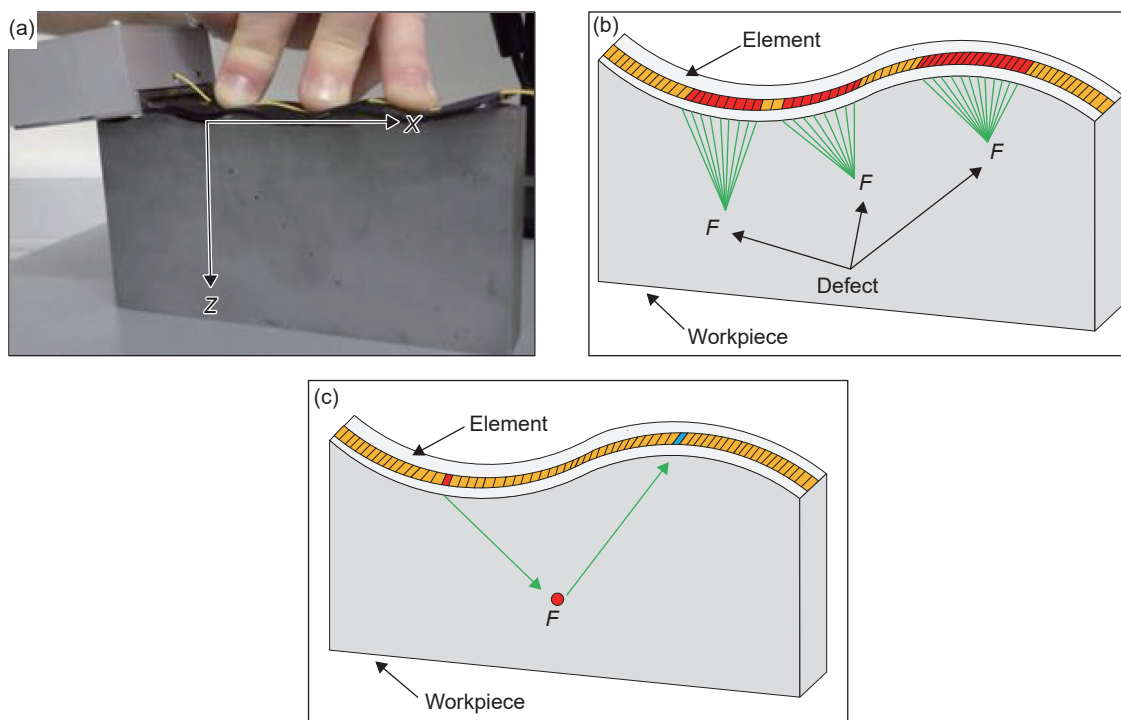 (a)
X
Z
(b)
Element
F
F
F
Defect
Workpiece
(c)
Element
F
Workpiece